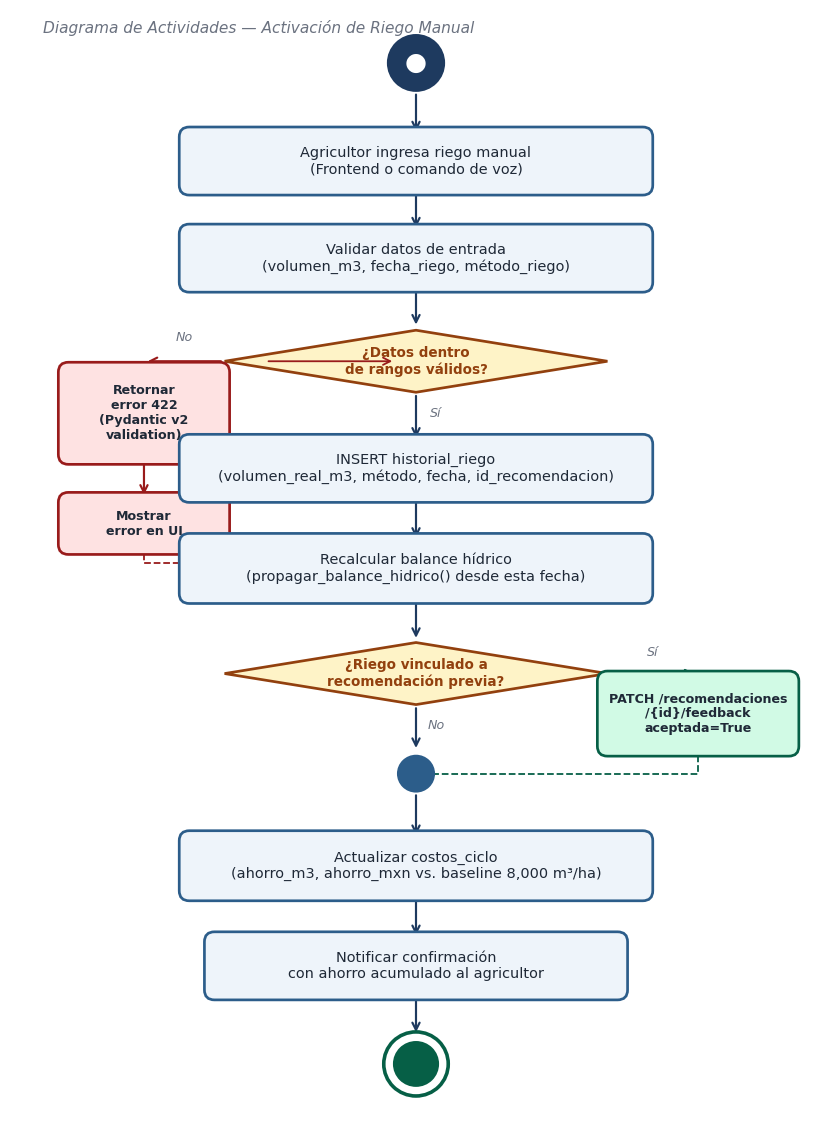 Diagrama de Actividades — Activación de Riego Manual
Agricultor ingresa riego manual
(Frontend o comando de voz)
Validar datos de entrada
(volumen_m3, fecha_riego, método_riego)
No
¿Datos dentro
de rangos válidos?
Retornar
error 422
(Pydantic v2
validation)
Sí
INSERT historial_riego
(volumen_real_m3, método, fecha, id_recomendacion)
Mostrar
error en UI
Recalcular balance hídrico
(propagar_balance_hidrico() desde esta fecha)
¿Riego vinculado a
recomendación previa?
Sí
PATCH /recomendaciones
/{id}/feedback
aceptada=True
No
Actualizar costos_ciclo
(ahorro_m3, ahorro_mxn vs. baseline 8,000 m³/ha)
Notificar confirmación
con ahorro acumulado al agricultor